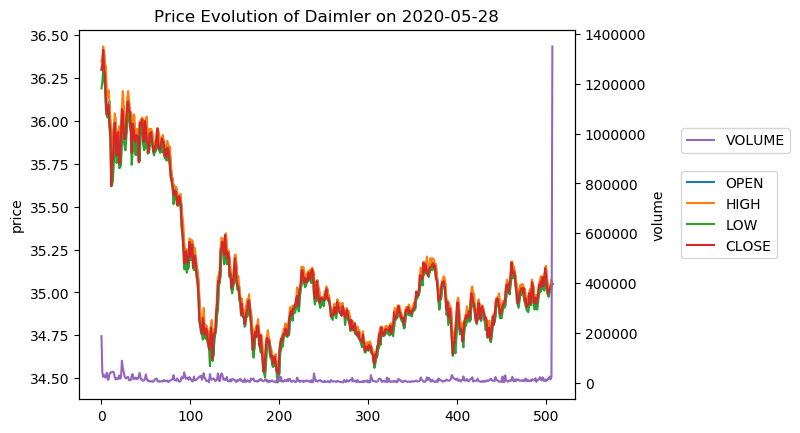 Price Evolution of Daimler on 2020-05-28
36.50
36.25
36.00
35.75
35.50
35.25
35.00
34.75
34.50
price
0
100
200
300
400
500
1400000
1200000
1000000
800000
600000
400000
200000
0
volume
VOLUME
OPEN
HIGH
LOW
CLOSE